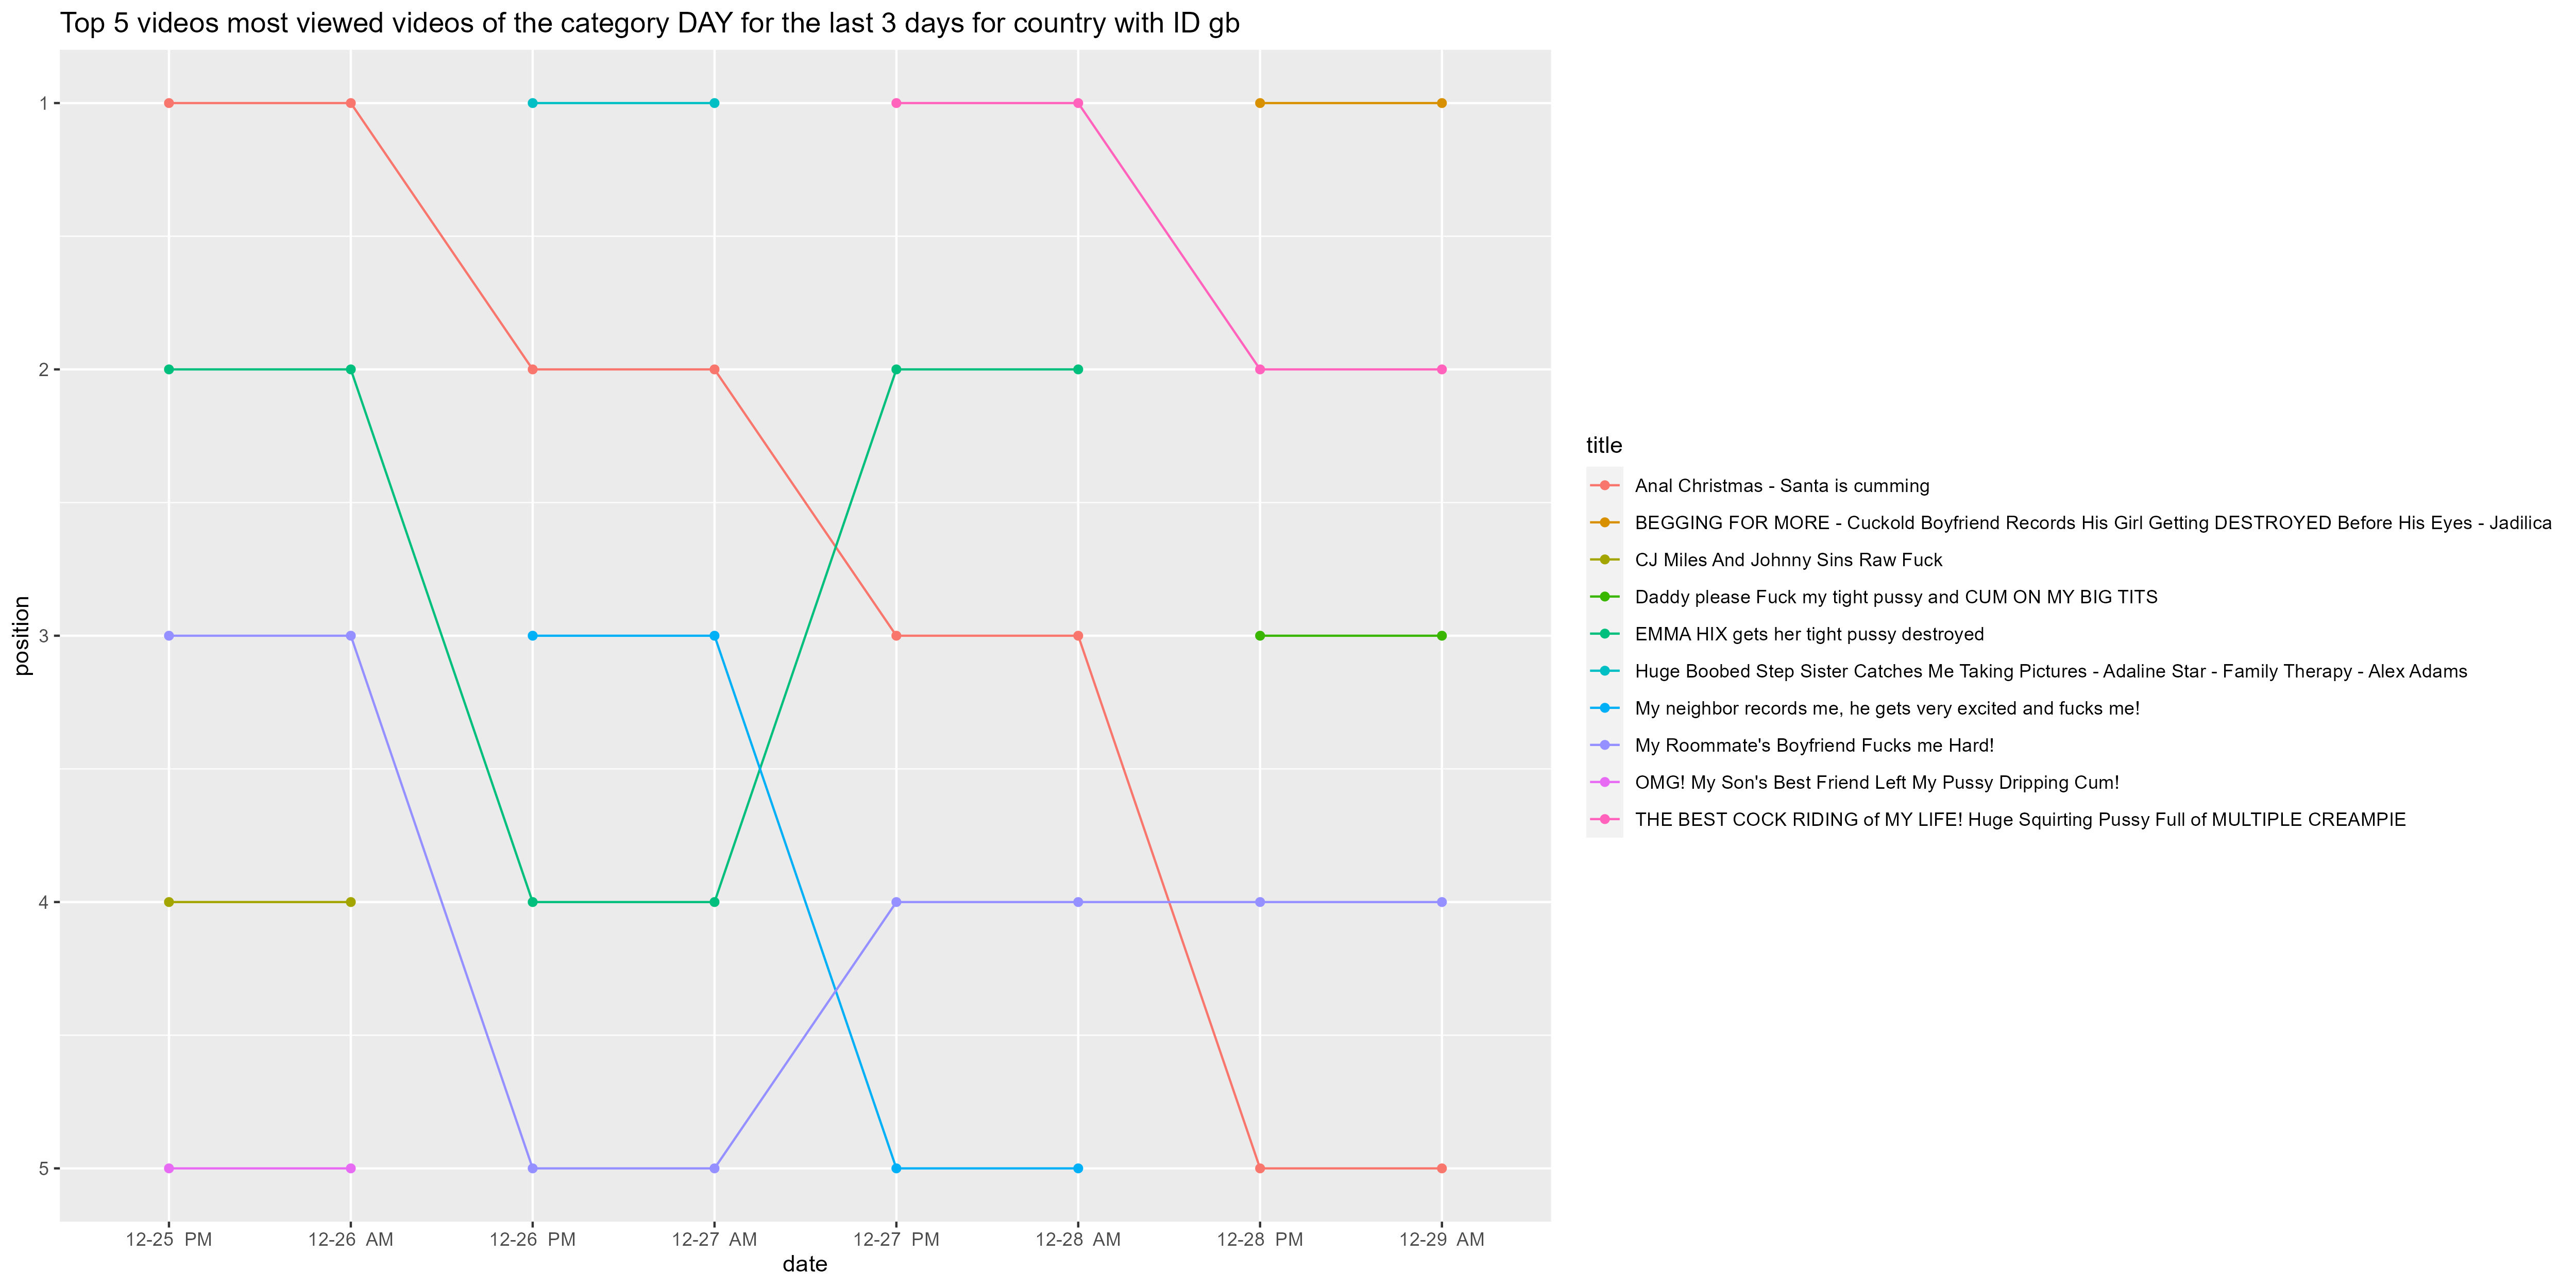 Top 5 videos most viewed videos of the category DAY for the last 3 days for country with ID gb
position
1
2
3
4
5
12-25 PM
12-26 AM
12-26 PM
12-27 AM
12-27 PM
12-28 AM
12-28 PM
12-29 AM
date
title
Anal Christmas - Santa is cumming
BEGGING FOR MORE - Cuckold Boyfriend Records His Girl Getting DESTROYED Before His Eyes - Jadilica
CJ Miles And Johnny Sins Raw Fuck
Daddy please Fuck my tight pussy and CUM ON MY BIG TITS
EMMA HIX gets her tight pussy destroyed
Huge Boobed Step Sister Catches Me Taking Pictures - Adaline Star - Family Therapy - Alex Adams
My neighbor records me, he gets very excited and fucks me!
My Roommate's Boyfriend Fucks me Hard!
OMG! My Son's Best Friend Left My Pussy Dripping Cum!
THE BEST COCK RIDING of MY LIFE! Huge Squirting Pussy Full of MULTIPLE CREAMPIE